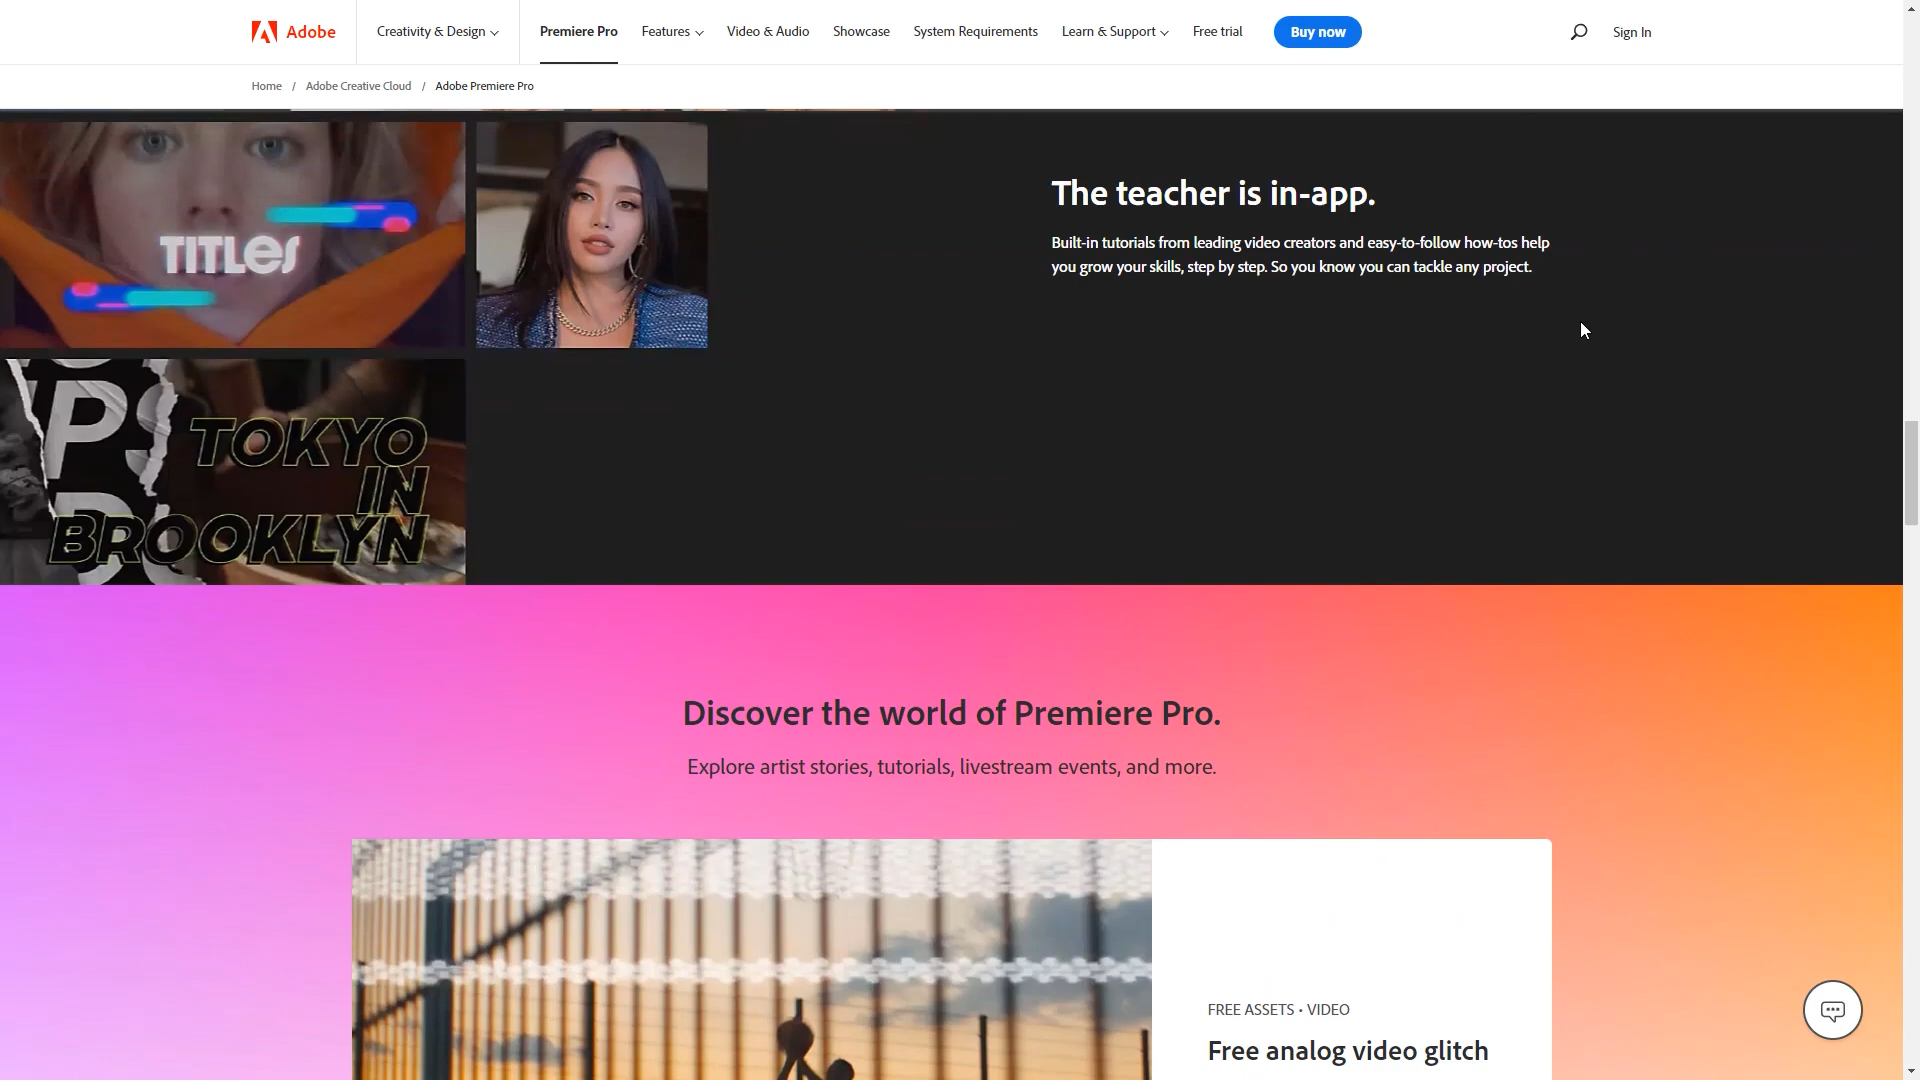 Adobe
Creativity & Design
Premiere Pro
Features
Video & Audio
Showcase
System Requirements
Learn & Support
Free trial
Buy now
Sign In
Home / Adobe Creative Cloud / Adobe Premiere Pro
TITLES
The teacher is in-app.
Built-in tutorials from leading video creators and easy-to-follow how-tos help
you grow your skills, step by step. So you know you can tackle any project.
TOKYO
IN
BROOKLYN
Discover the world of Premiere Pro.
Explore artist stories, tutorials, livestream events, and more.
FREE ASSETS • VIDEO
Free analog video glitch